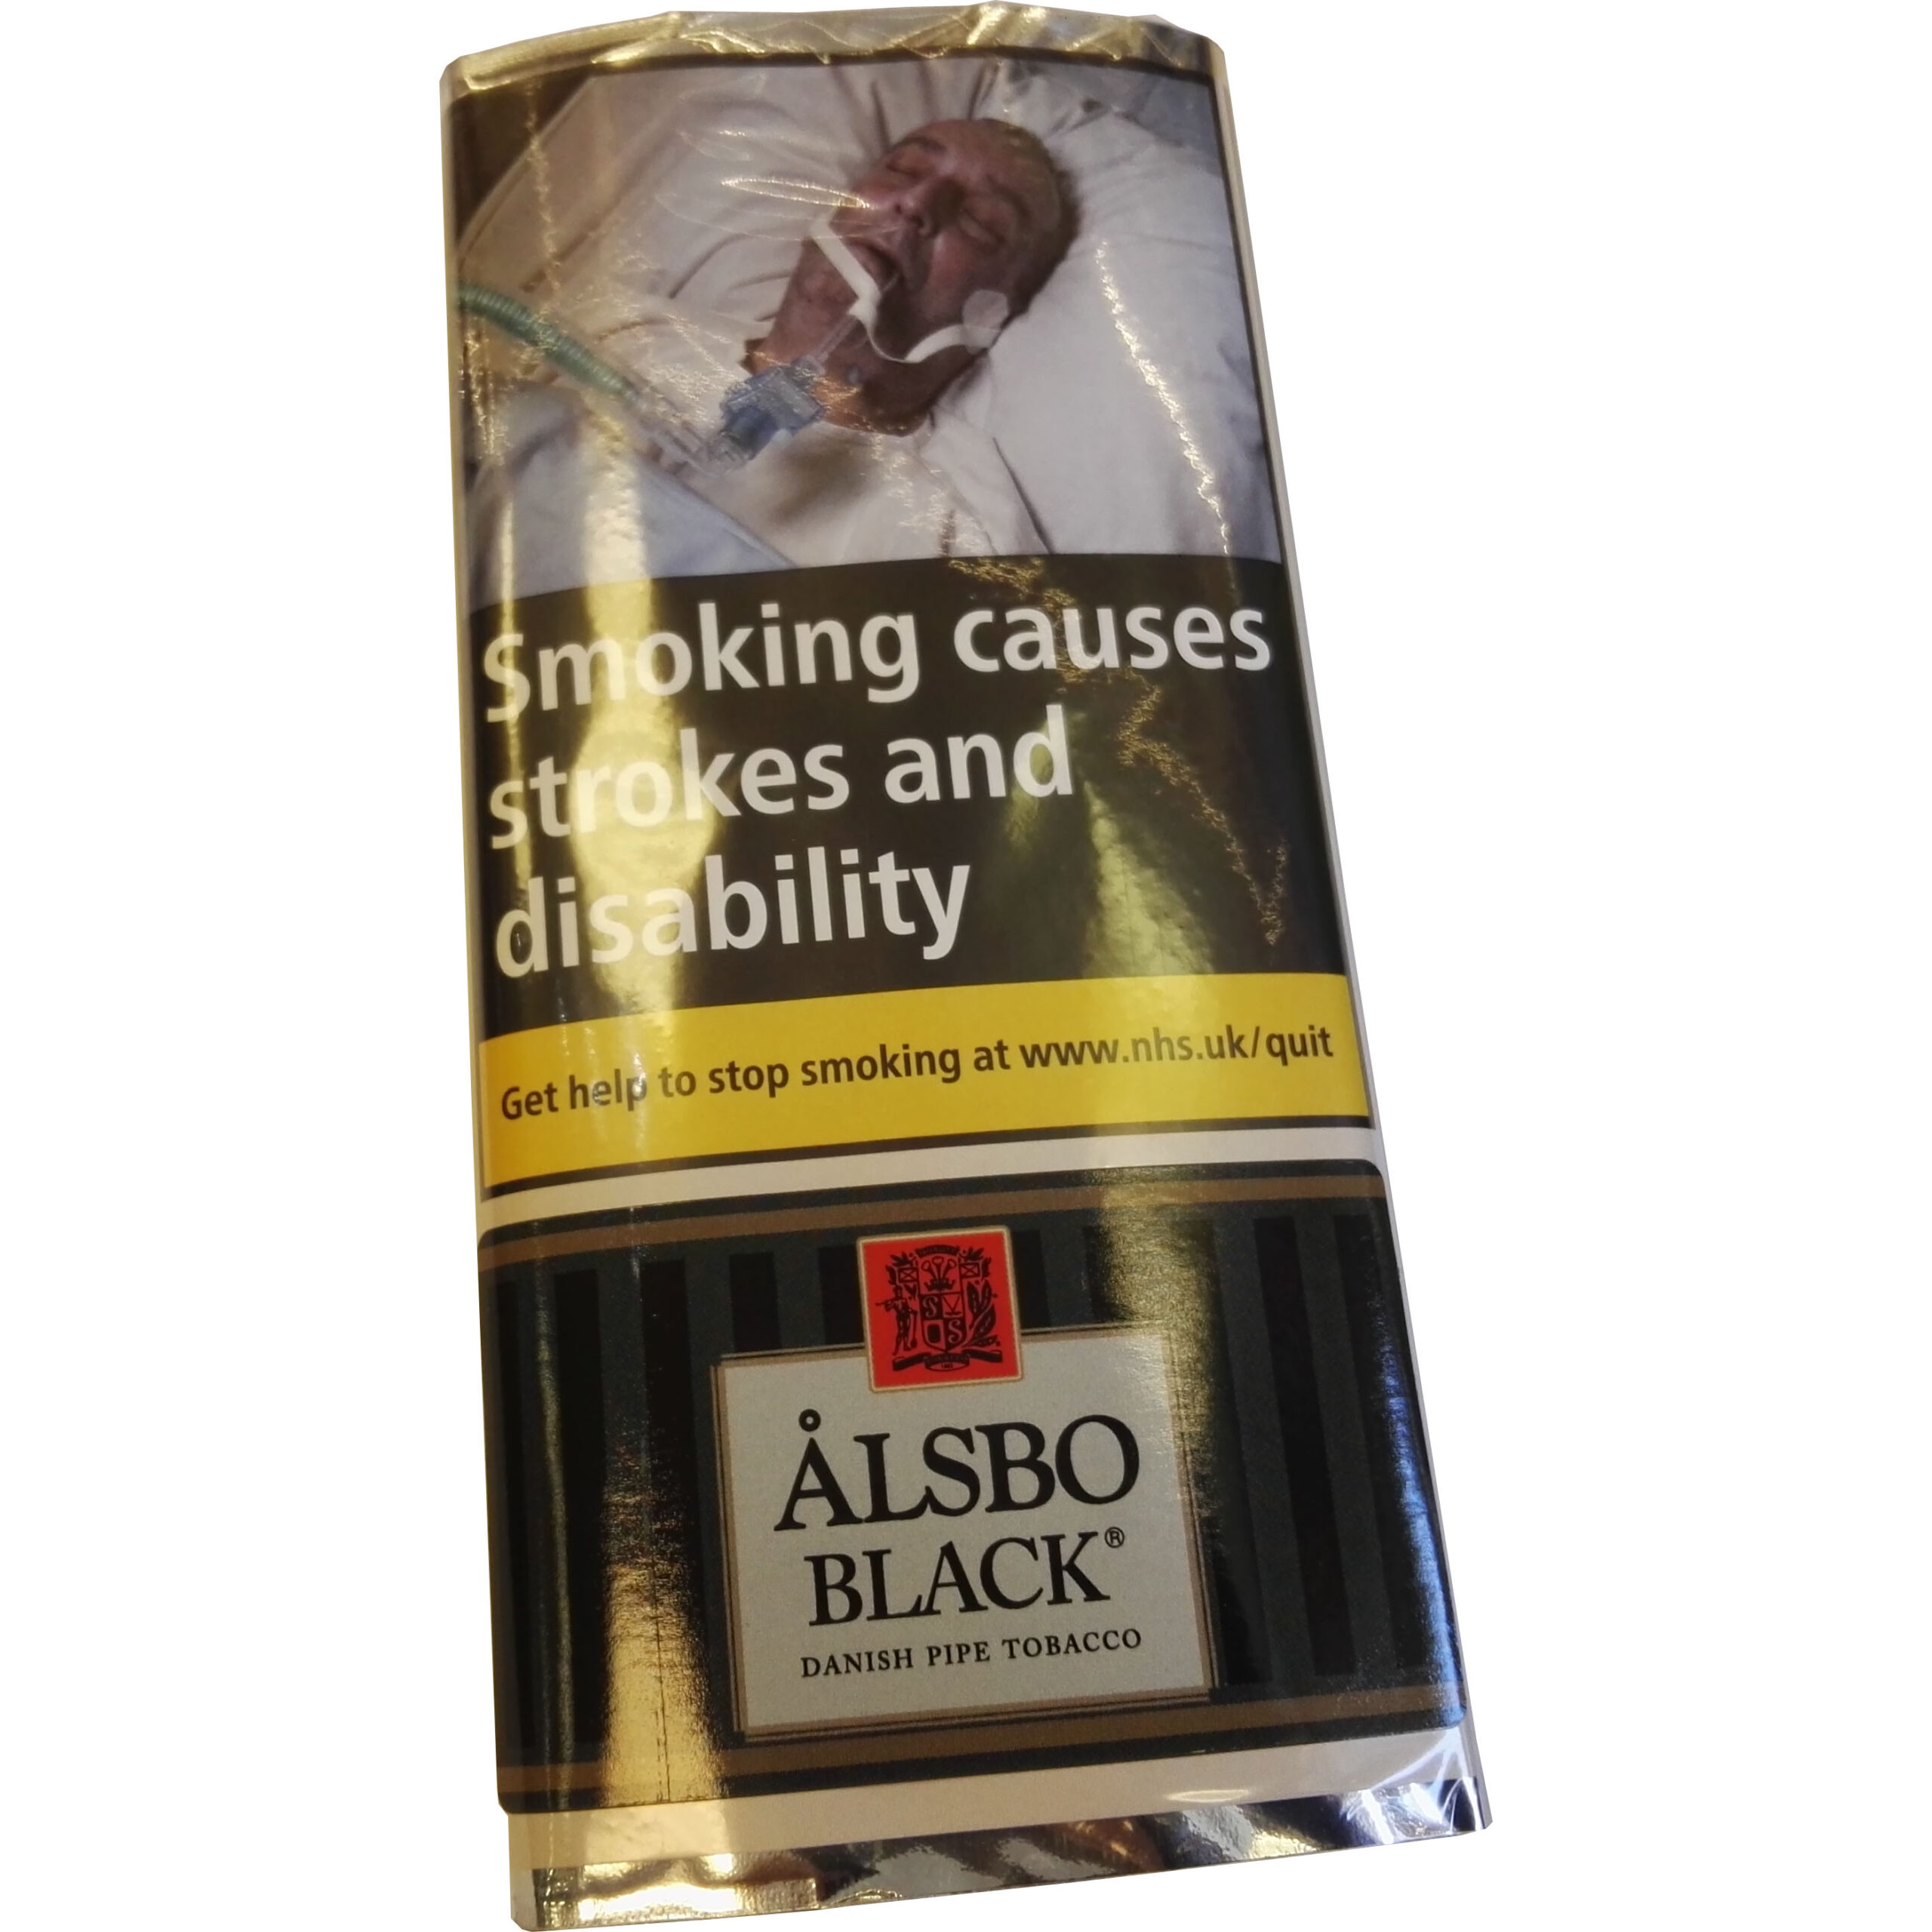 Smoking causes
strokes and
disability
Get help to stop smoking at www.nhs.uk/quit
S
S
ÅLSBO
BLACK®
DANISH PIPE TOBACCO